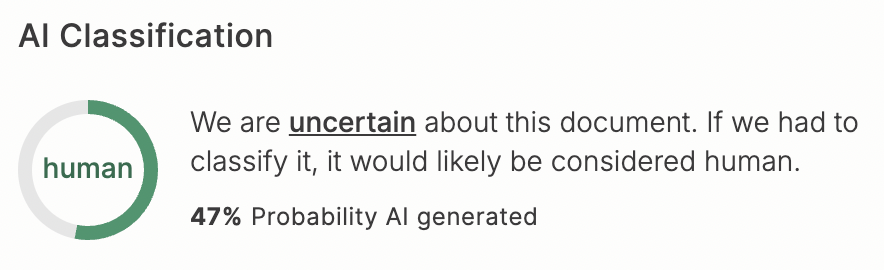 AI Classification
human
We are uncertain about this document. If we had to
classify it, it would likely be considered human.
47% Probability AI generated